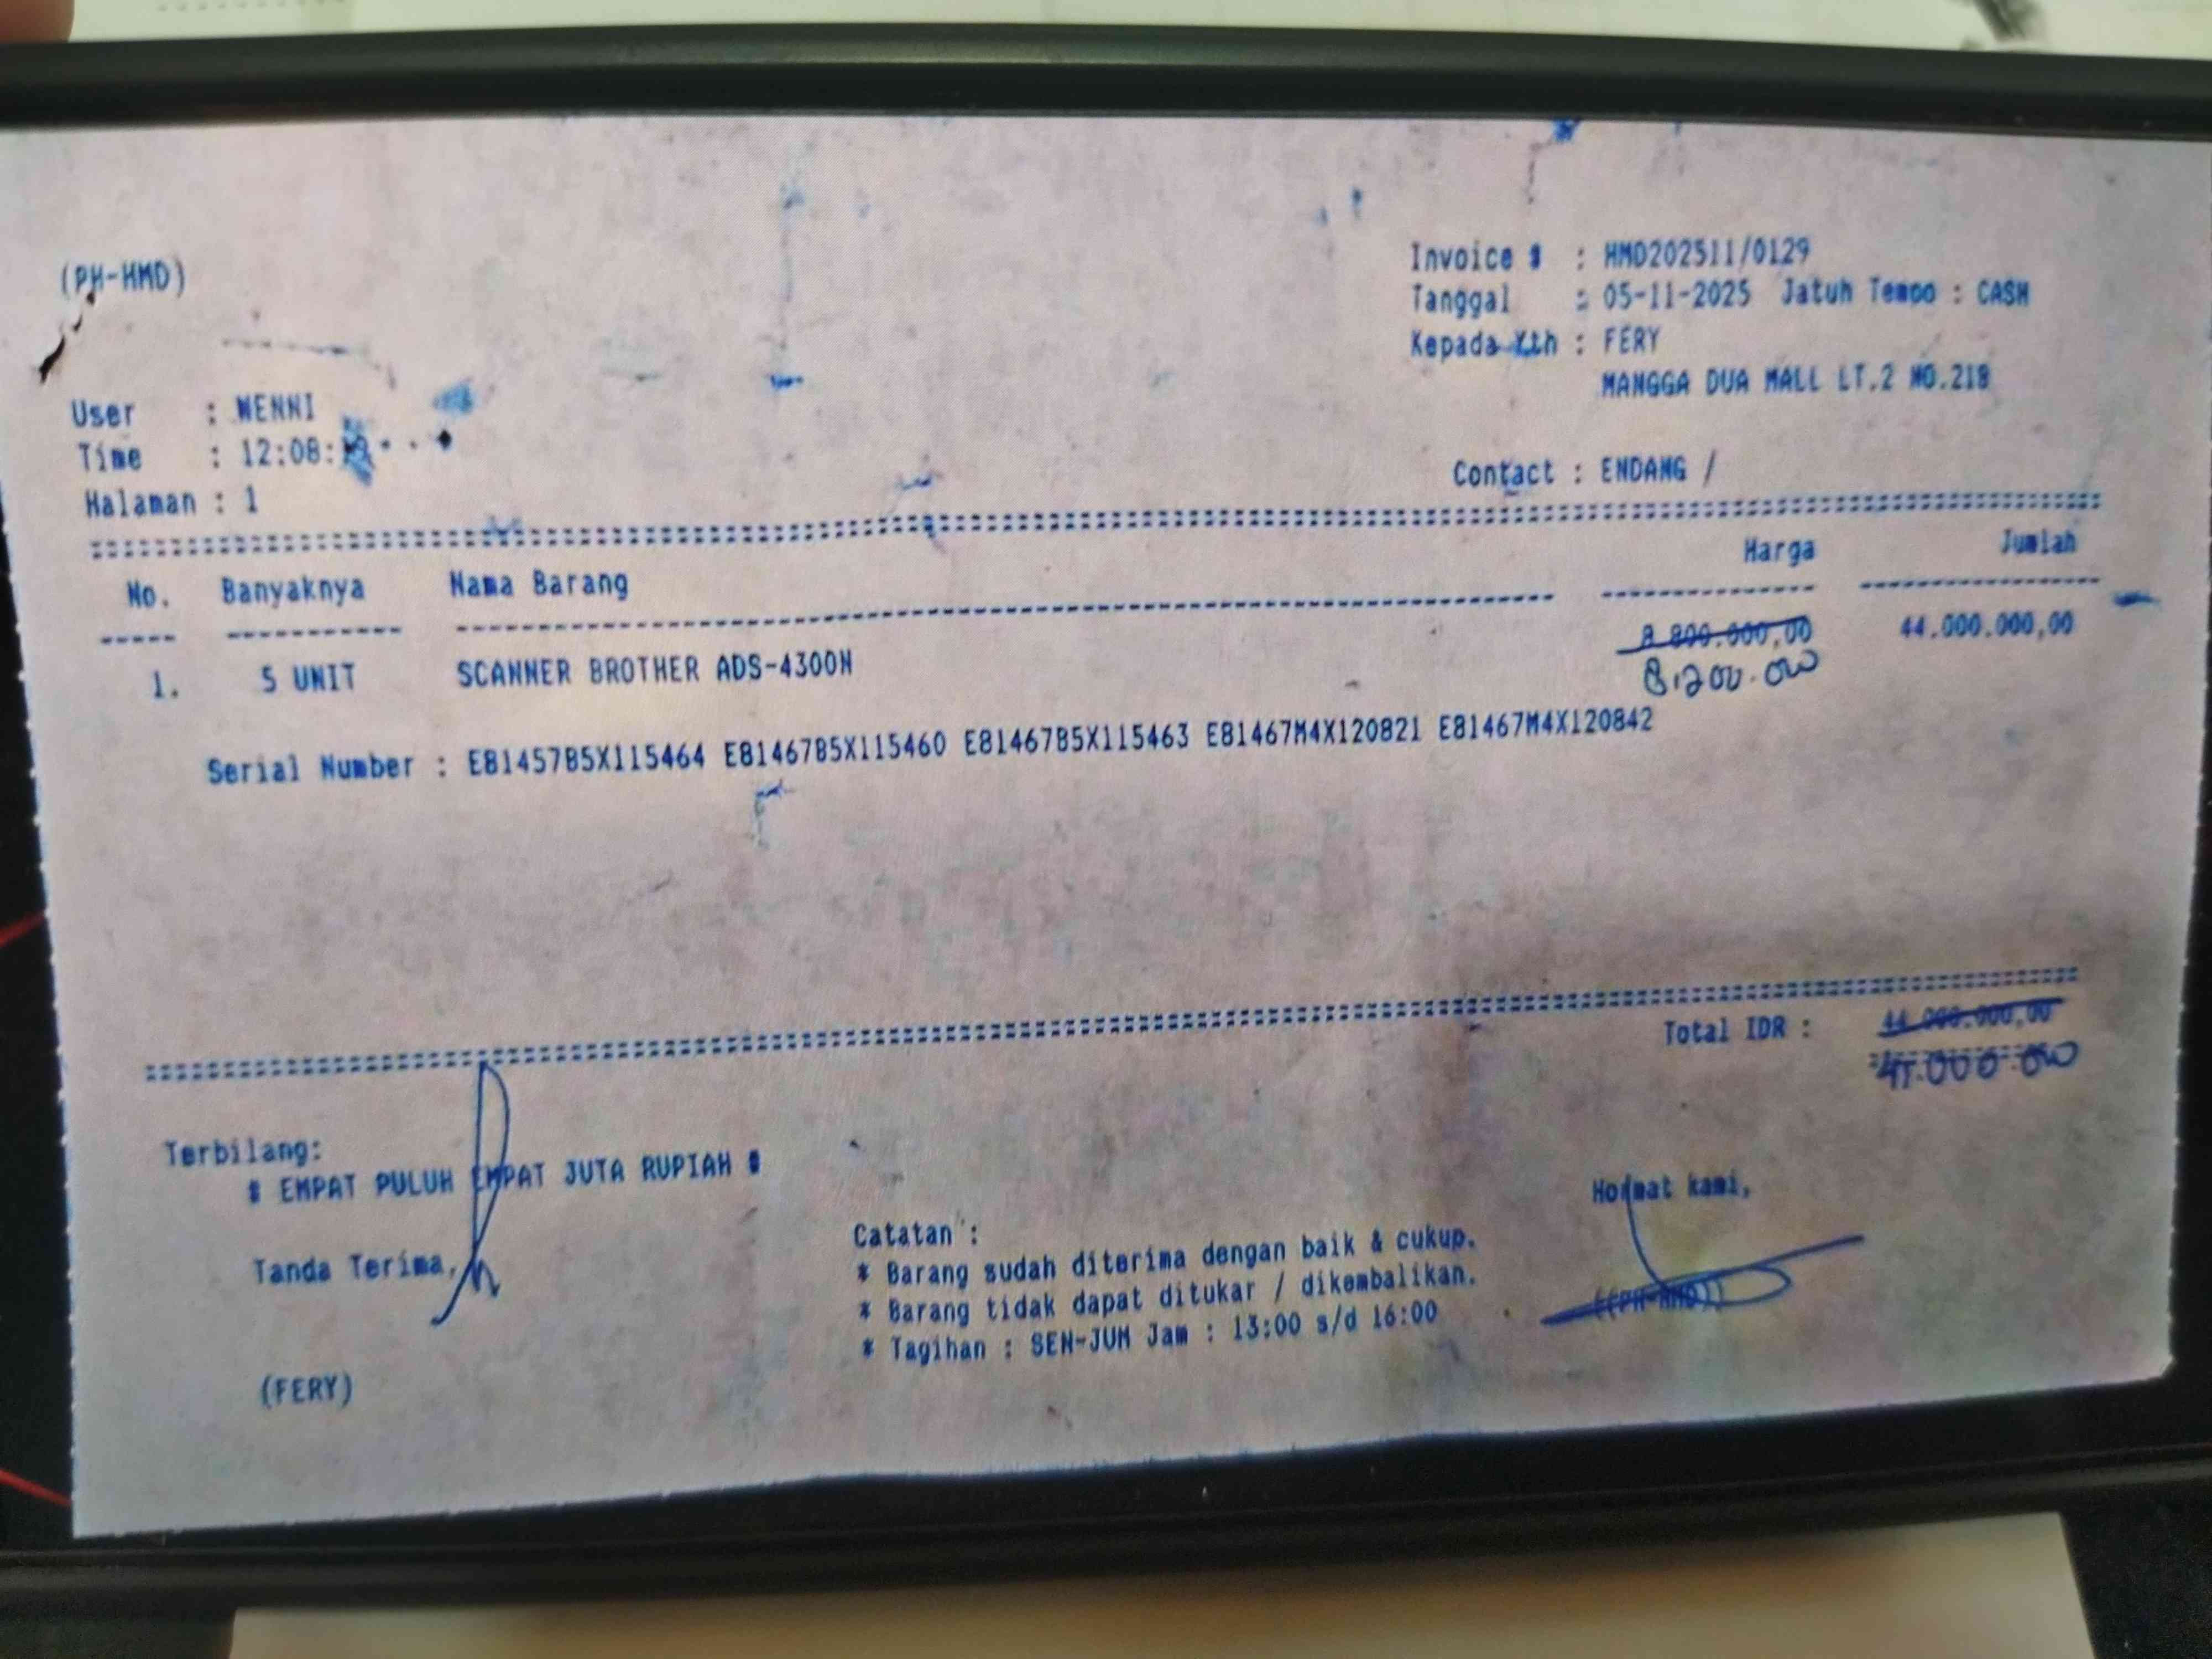 (PH-HMD)
Invoice # : HMD202511/0129
Tanggal : 05-11-2025 Jatuh Tempo : CASH
Kepada Yth : FERY
MANGGA DUA MALL LT.2 NO.218
User : WENNI
Time : 12:08:
Halaman : 1
Contact : ENDANG /
No. Banyaknya Nama Barang Harga Jumlah
1. 5 UNIT SCANNER BROTHER ADS-4300N 8.800.000,00 44.000.000,00
8.200.000
Serial Number : E81457B5X115464 E81467B5X115460 E81467B5X115463 E81467M4X120821 E81467M4X120842
Total IDR : 44.000.000,00
41.000.000
Terbilang:
# EMPAT PULUH EMPAT JUTA RUPIAH #
Tanda Terima,
Hormat kami,
Catatan :
* Barang sudah diterima dengan baik & cukup.
* Barang tidak dapat ditukar / dikembalikan.
* Tagihan : SEN-JUM Jam : 13:00 s/d 16:00
((PH-HMD))
(FERY)